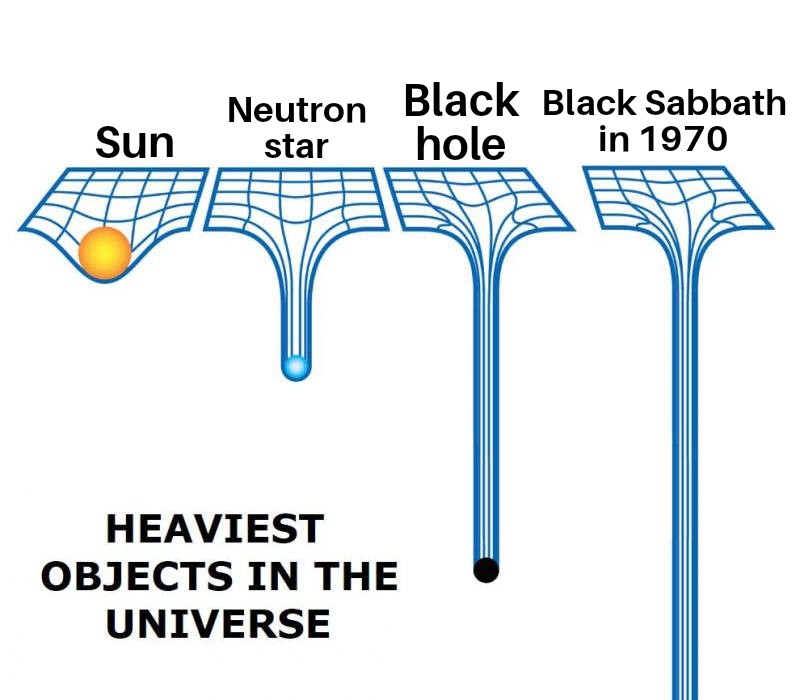 Sun
Neutron
star
Black
hole
Black Sabbath
in 1970
HEAVIEST
OBJECTS IN THE
UNIVERSE